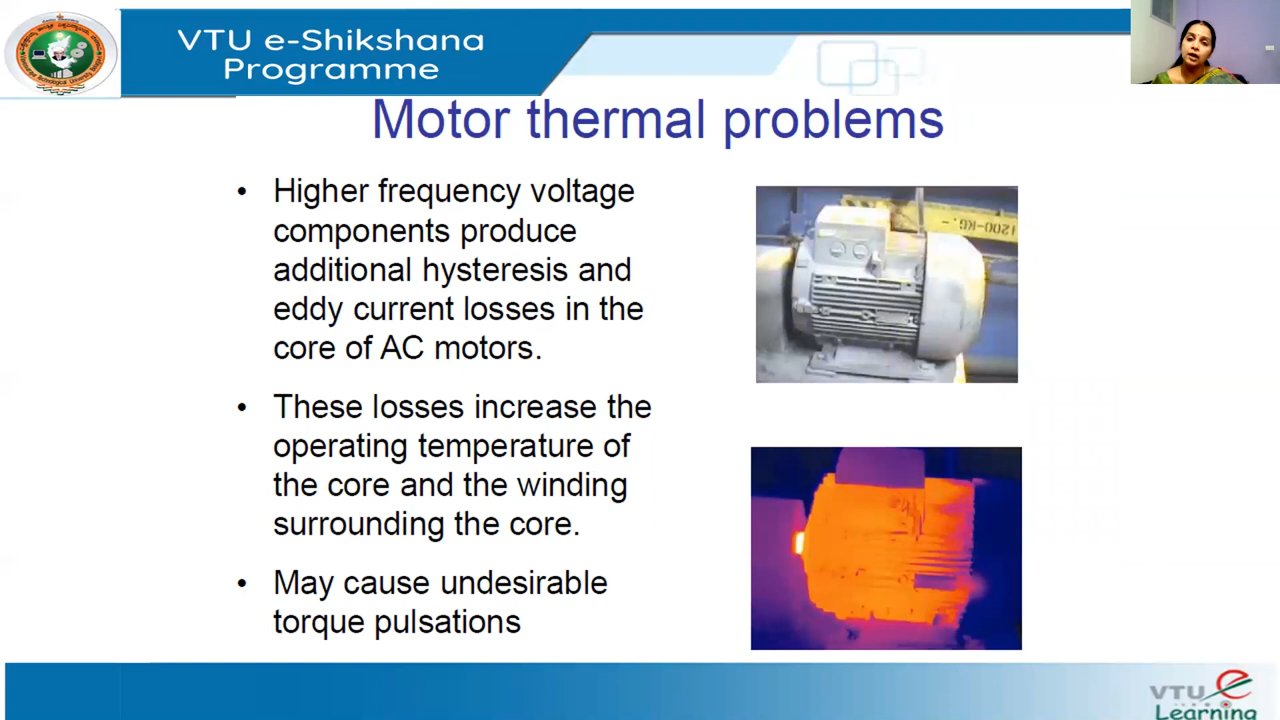 VTU e-Shikshana
Programme
Motor thermal problems
• Higher frequency voltage
components produce
additional hysteresis and
eddy current losses in the
core of AC motors.
• These losses increase the
operating temperature of
the core and the winding
surrounding the core.
• May cause undesirable
torque pulsations
1200-KG.-
VTU e
Learning